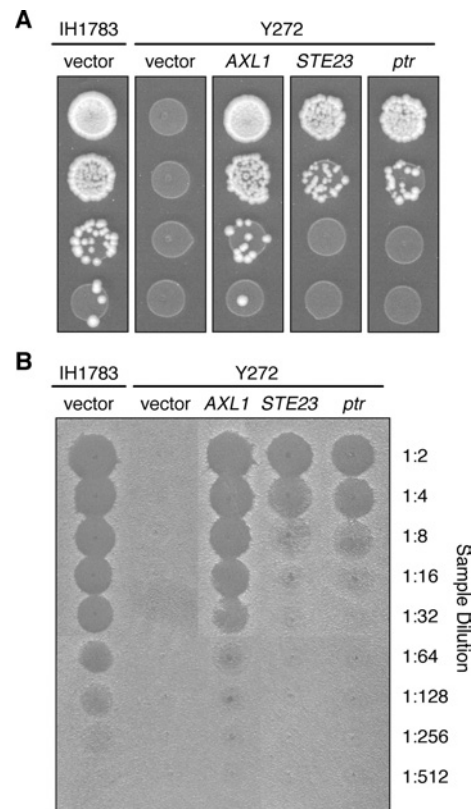 A
IH1783 Y272
vector vector AXL1 STE23 ptr
B
IH1783 Y272
vector vector AXL1 STE23 ptr
1:2
1:4
1:8
1:16
1:32
1:64
1:128
1:256
1:512
Sample Dilution